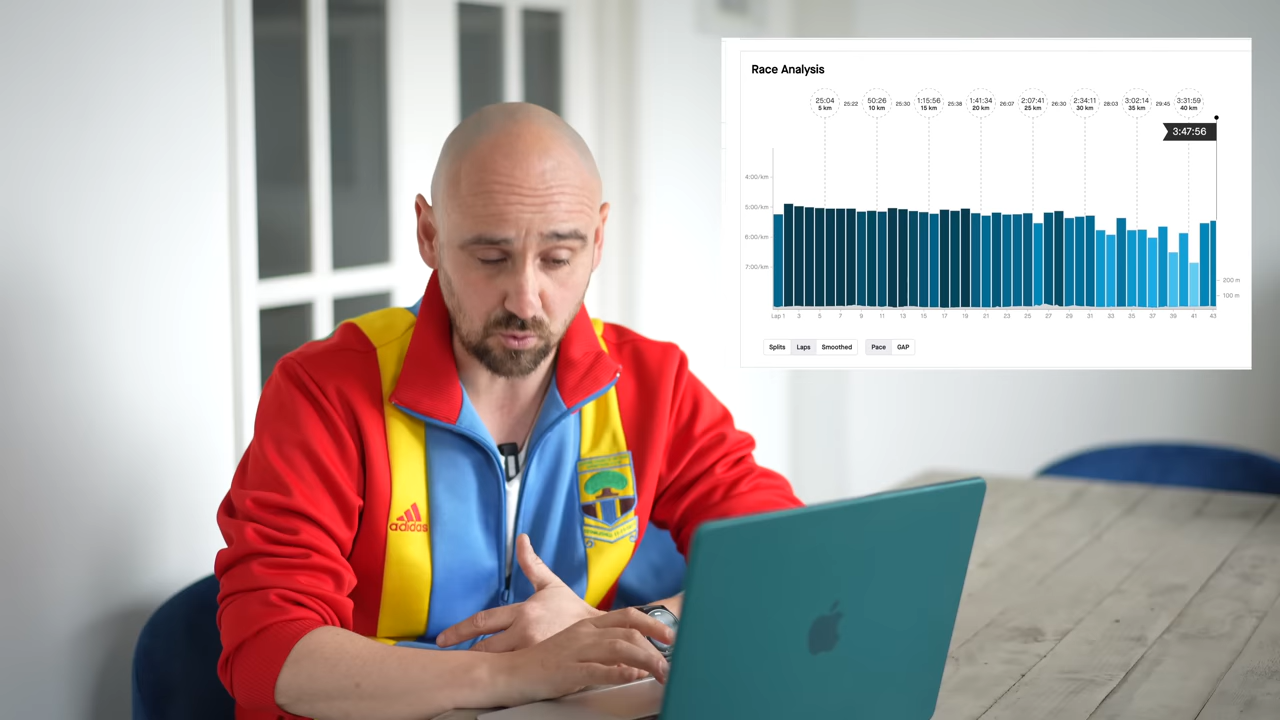 Race Analysis
25:04 25:22 50:26 25:30 1:15:56 25:38 1:41:34 26:07 2:07:41 26:30 2:34:11 28:03 3:02:14 29:45 3:31:59
5 km 10 km 15 km 20 km 25 km 30 km 35 km 40 km
3:47:56
4:00/km
5:00/km
6:00/km
7:00/km
200 m
100 m
Lap 1 3 5 7 9 11 13 15 17 19 21 23 25 27 29 31 33 35 37 39 41 43
Splits Laps Smoothed Pace GAP
adidas